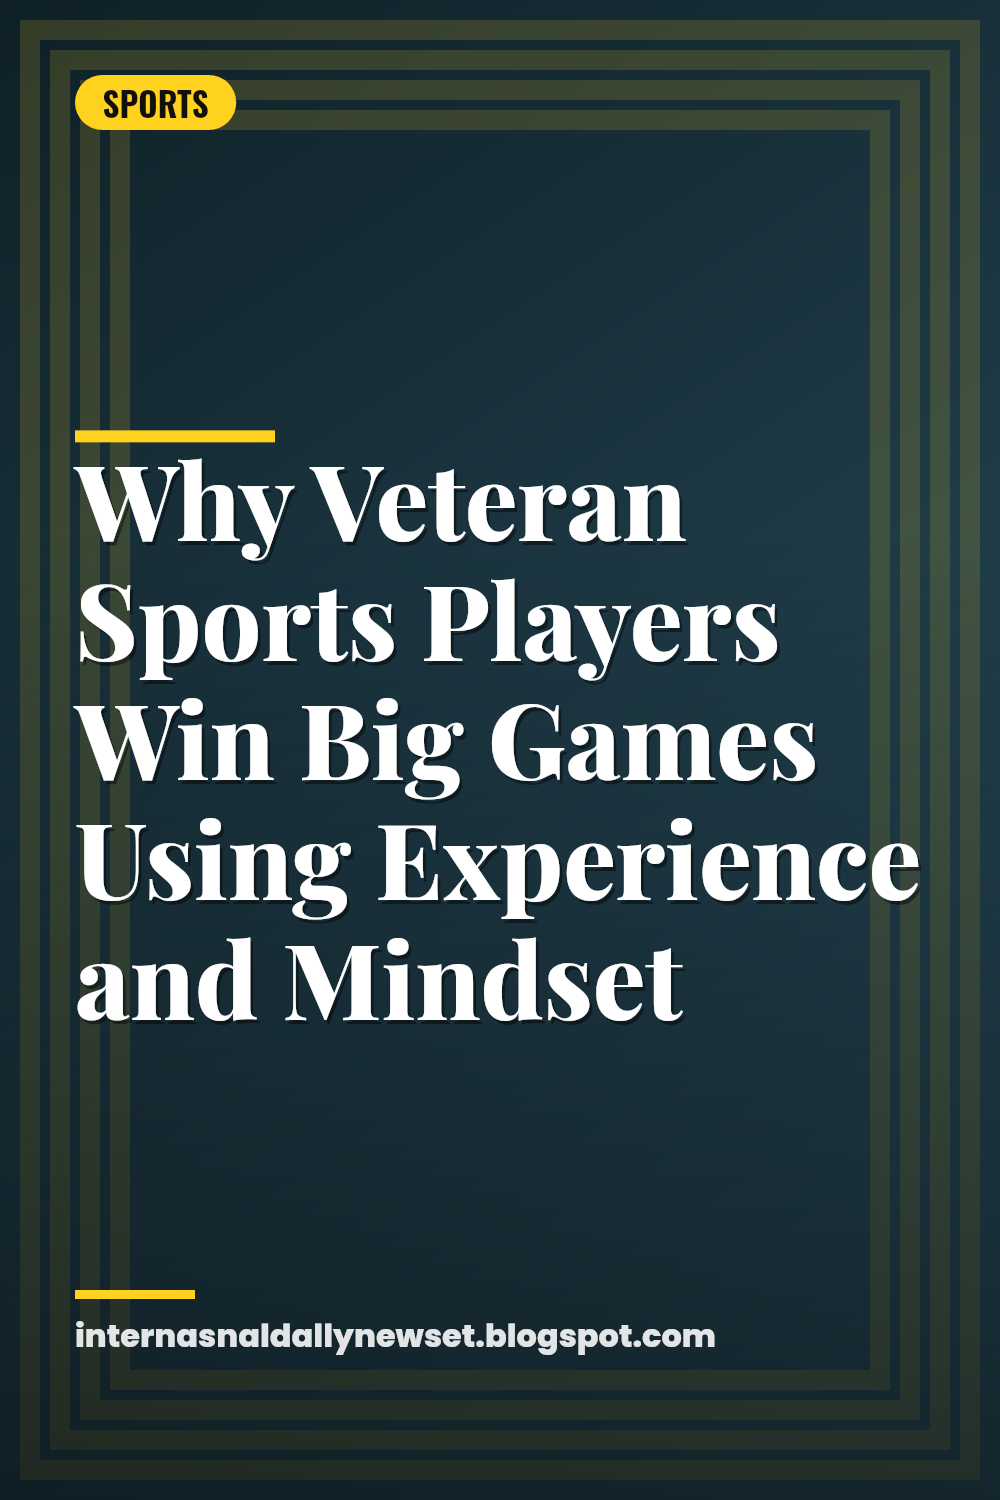 SPORTS
Why Veteran
Sports Players
Win Big Games
Using Experience
and Mindset
internasnaldallynewset.blogspot.com